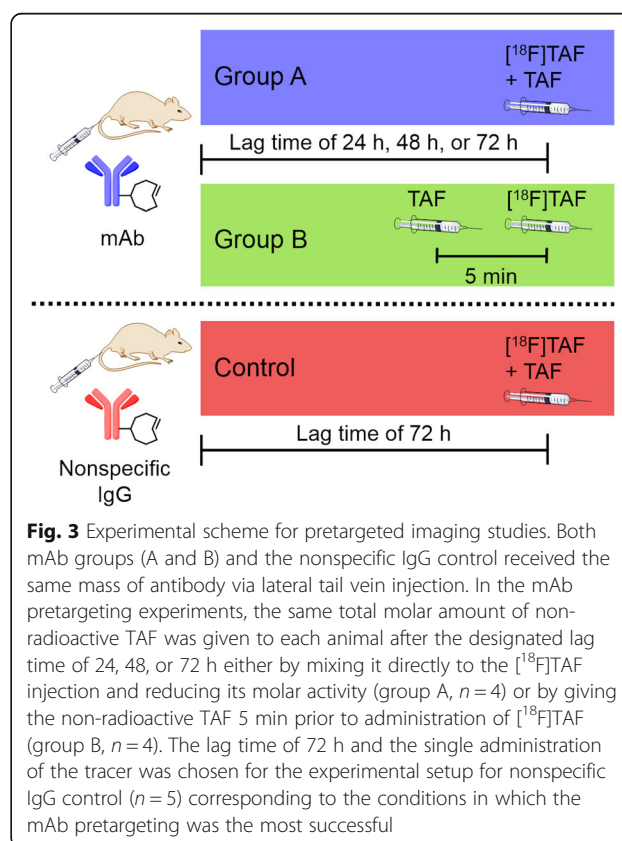 Group A
[¹⁸F]TAF
+ TAF
Lag time of 24 h, 48 h, or 72 h
mAb
Group B
TAF
[¹⁸F]TAF
5 min
Control
[¹⁸F]TAF
+ TAF
Lag time of 72 h
Nonspecific
IgG
Fig. 3 Experimental scheme for pretargeted imaging studies. Both
mAb groups (A and B) and the nonspecific IgG control received the
same mass of antibody via lateral tail vein injection. In the mAb
pretargeting experiments, the same total molar amount of non-
radioactive TAF was given to each animal after the designated lag
time of 24, 48, or 72 h either by mixing it directly to the [¹⁸F]TAF
injection and reducing its molar activity (group A, n = 4) or by giving
the non-radioactive TAF 5 min prior to administration of [¹⁸F]TAF
(group B, n = 4). The lag time of 72 h and the single administration
of the tracer was chosen for the experimental setup for nonspecific
IgG control (n = 5) corresponding to the conditions in which the
mAb pretargeting was the most successful